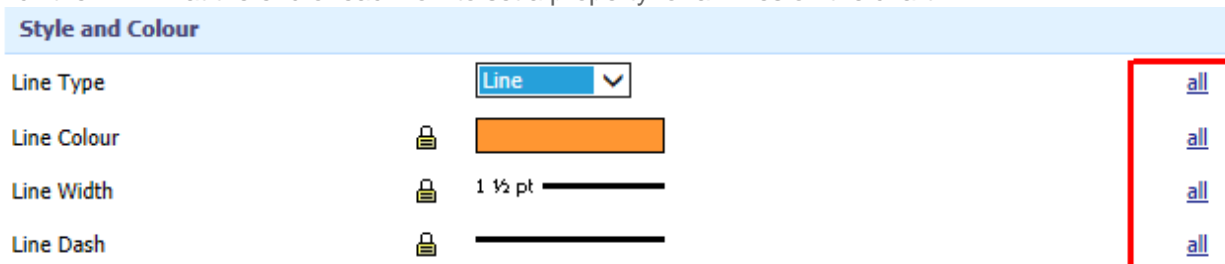 Style and Colour
Line Type Line all
Line Colour all
Line Width 1 ½ pt all
Line Dash all